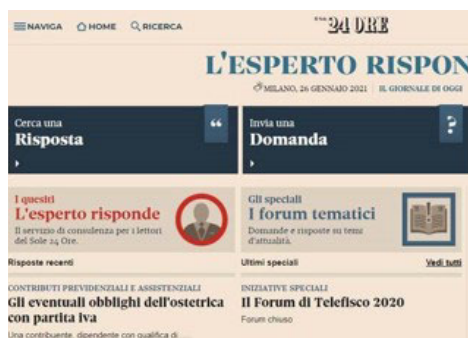 NAVIGA HOME RICERCA Il Sole 24 ORE
L'ESPERTO RISPON
MILANO, 26 GENNAIO 2021 | IL GIORNALE DI OGGI
Cerca una
Risposta
“
Invia una
Domanda
?
I quesiti
L'esperto risponde
Il servizio di consulenza per i lettori
del Sole 24 Ore.
Gli speciali
I forum tematici
Domande e risposte su temi
d'attualità.
Risposte recenti
Ultimi speciali Vedi tutti
CONTRIBUTI PREVIDENZIALI E ASSISTENZIALI
Gli eventuali obblighi dell'ostetrica
con partita iva
Una contribuente, dipendente con qualifica di
INIZIATIVE SPECIALI
Il Forum di Telefisco 2020
Forum chiuso